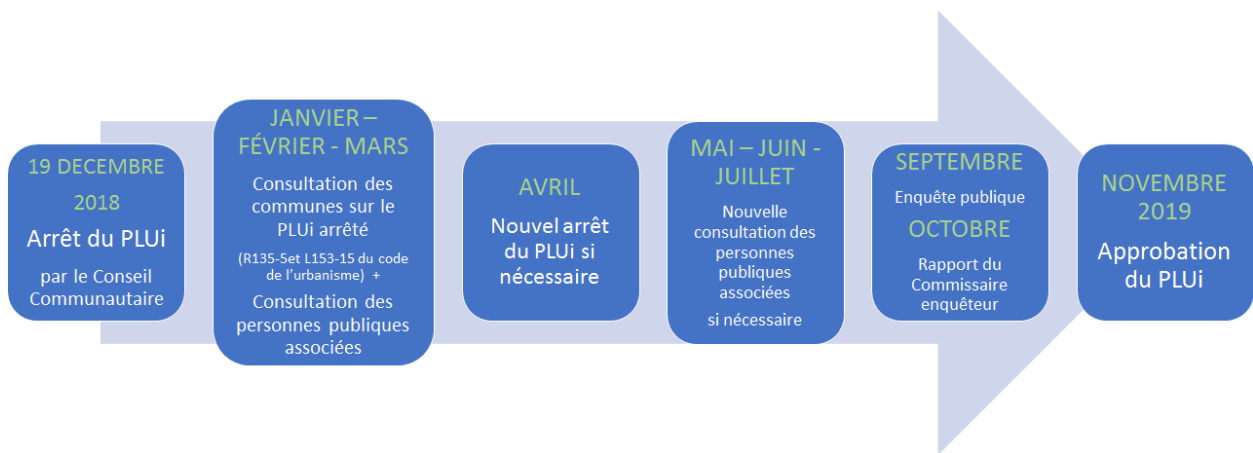 19 DECEMBRE
2018
Arrêt du PLUi
par le Conseil
Communautaire
JANVIER –
FÉVRIER - MARS
Consultation des
communes sur le
PLUi arrêté
(R135-5et L153-15 du code
de l'urbanisme) +
Consultation des
personnes publiques
associées
AVRIL
Nouvel arrêt
du PLUi si
nécessaire
MAI – JUIN -
JUILLET
Nouvelle
consultation des
personnes
publiques
associées
si nécessaire
SEPTEMBRE
Enquête publique
OCTOBRE
Rapport du
Commissaire
enquêteur
NOVEMBRE
2019
Approbation
du PLUi